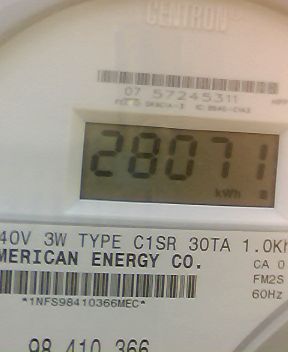 CENTRON
07 57245311
28071
kWh
40V 3W TYPE C1SR 30TA 1.0Kh
MERICAN ENERGY CO.
CA 0
FM2S
60Hz
*1NFS98410366MEC*
98 410 366